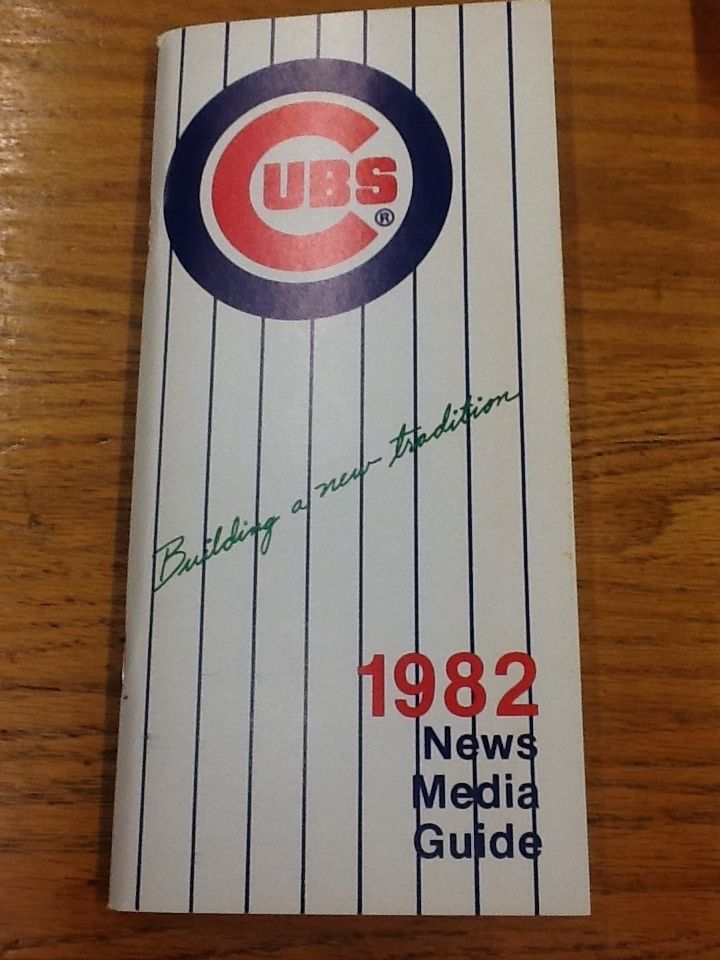 CUBS®
Building a new tradition
1982
News
Media
Guide